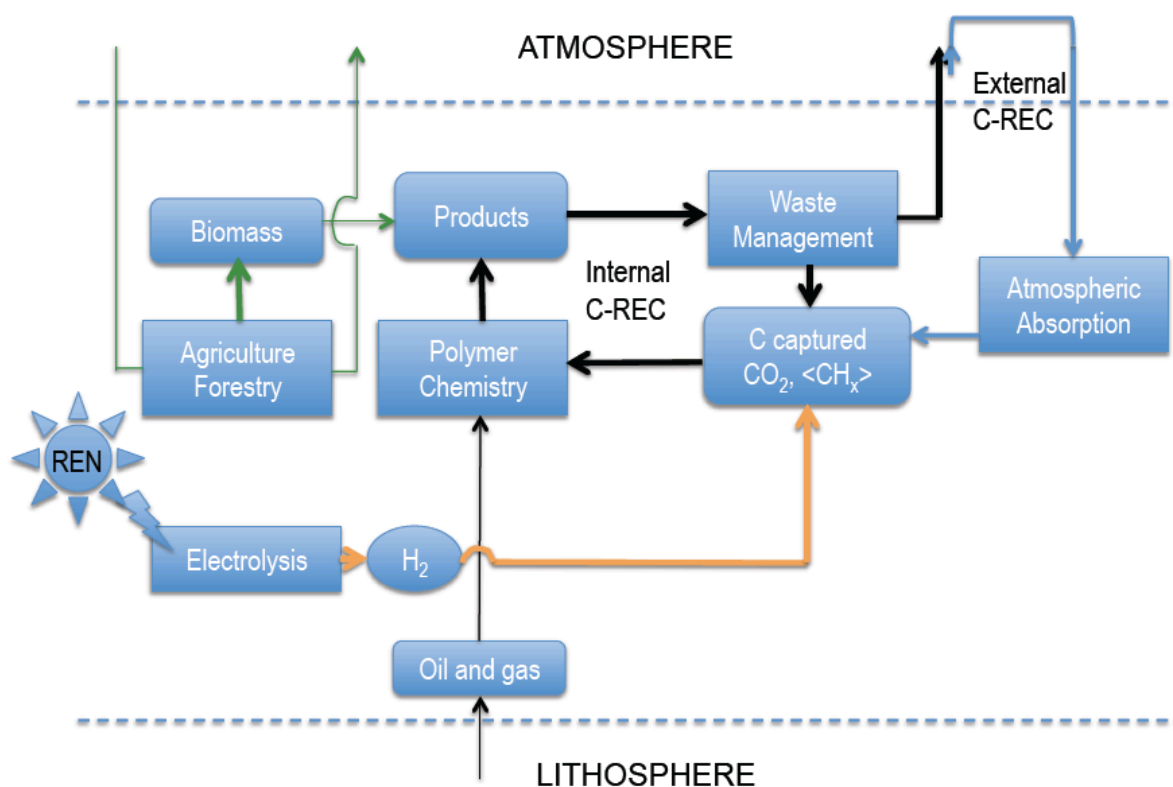 ATMOSPHERE
External
C-REC
Biomass
Products
Waste
Management
Internal
C-REC
Atmospheric
Absorption
Agriculture
Forestry
Polymer
Chemistry
C captured
CO₂, <CHₓ>
REN
Electrolysis
H₂
Oil and gas
LITHOSPHERE